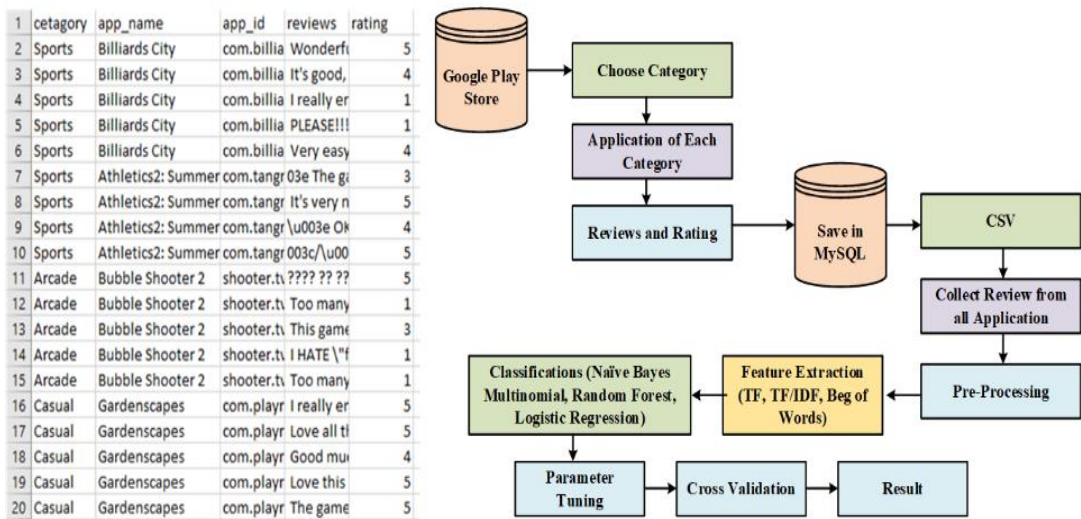 1 cetagory app_name app_id reviews rating
2 Sports Billiards City com.billia Wonderfu 5
3 Sports Billiards City com.billia It's good, 4
4 Sports Billiards City com.billia I really er 1
5 Sports Billiards City com.billia PLEASE!!! 1
6 Sports Billiards City com.billia Very easy 4
7 Sports Athletics2: Summer com.tangr 03e The ga 3
8 Sports Athletics2: Summer com.tangr It's very n 5
9 Sports Athletics2: Summer com.tangr \u003e OK 4
10 Sports Athletics2: Summer com.tangr 003c/\u00 5
11 Arcade Bubble Shooter 2 shooter.tv ???? ?? ?? 5
12 Arcade Bubble Shooter 2 shooter.tv Too many 1
13 Arcade Bubble Shooter 2 shooter.tv This game 3
14 Arcade Bubble Shooter 2 shooter.tv I HATE \"f 1
15 Arcade Bubble Shooter 2 shooter.tv Too many 1
16 Casual Gardenscapes com.playr I really er 5
17 Casual Gardenscapes com.playr Love all th 5
18 Casual Gardenscapes com.playr Good muc 4
19 Casual Gardenscapes com.playr Love this 5
20 Casual Gardenscapes com.playr The game 5
Google Play
Store
Choose Category
Application of Each
Category
Reviews and Rating
Save in
MySQL
CSV
Collect Review from
all Application
Pre-Processing
Feature Extraction
(TF, TF/IDF, Beg of
Words)
Classifications (Naïve Bayes
Multinomial, Random Forest,
Logistic Regression)
Parameter
Tuning
Cross Validation
Result